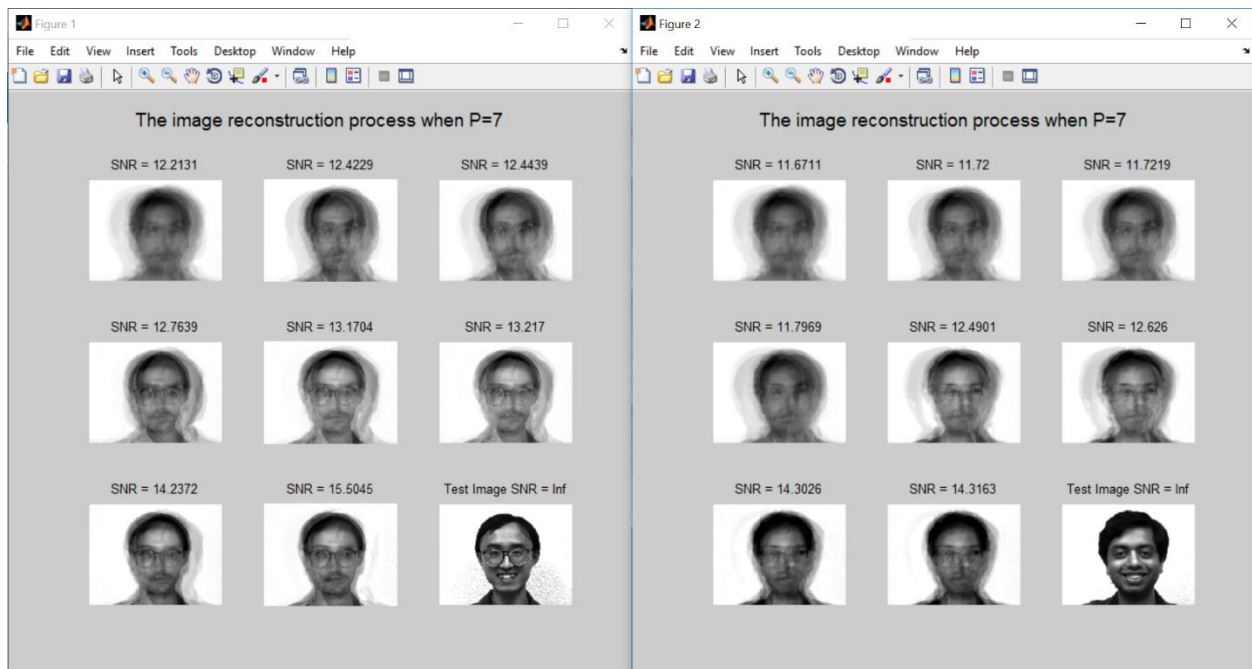 Figure 1
File Edit View Insert Tools Desktop Window Help
The image reconstruction process when P=7
SNR = 12.2131 SNR = 12.4229 SNR = 12.4439
SNR = 12.7639 SNR = 13.1704 SNR = 13.217
SNR = 14.2372 SNR = 15.5045 Test Image SNR = Inf
Figure 2
File Edit View Insert Tools Desktop Window Help
The image reconstruction process when P=7
SNR = 11.6711 SNR = 11.72 SNR = 11.7219
SNR = 11.7969 SNR = 12.4901 SNR = 12.626
SNR = 14.3026 SNR = 14.3163 Test Image SNR = Inf